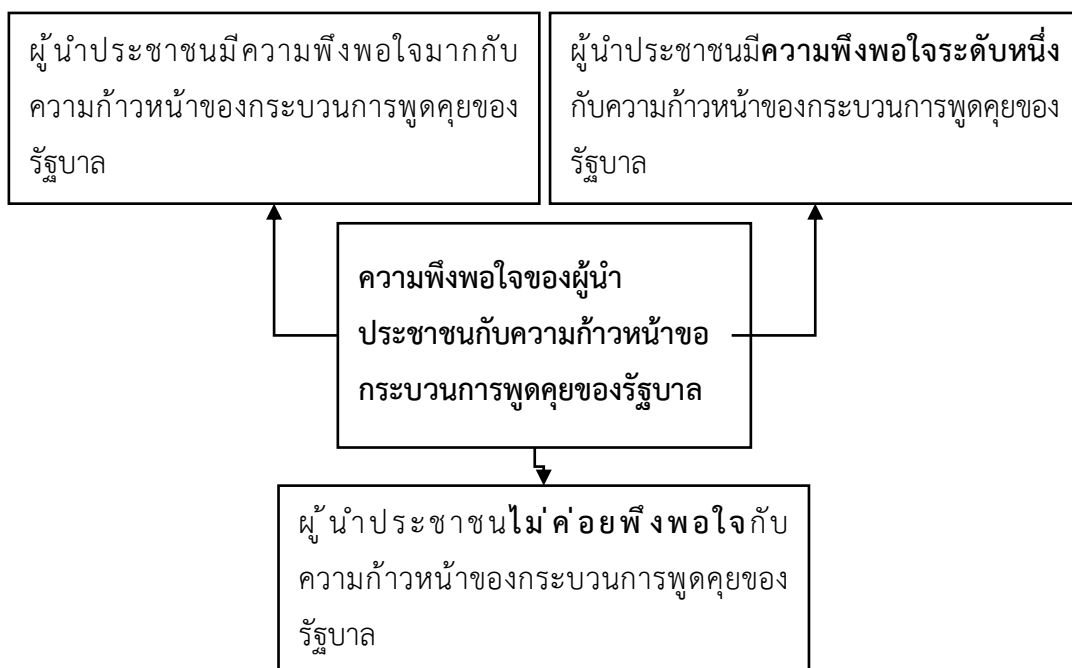 ผู้นำประชาชนมีความพึงพอใจมากกับ
ความก้าวหน้าของกระบวนการพูดคุยของ
รัฐบาล
ผู้นำประชาชนมีความพึงพอใจระดับหนึ่ง
กับความก้าวหน้าของกระบวนการพูดคุยของ
รัฐบาล
ความพึงพอใจของผู้นำ
ประชาชนกับความก้าวหน้าขอ
กระบวนการพูดคุยของรัฐบาล
ผู้นำประชาชนไม่ค่อยพึงพอใจกับ
ความก้าวหน้าของกระบวนการพูดคุยของ
รัฐบาล